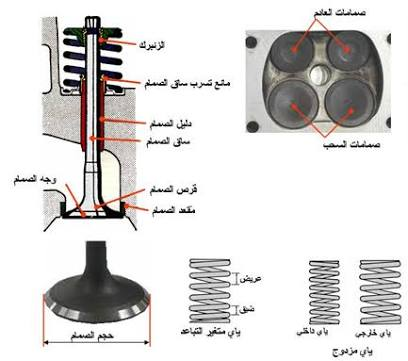 صمامات العادم
الزنبرك
مانع تسرب ساق الصمام
دليل الصمام
ساق الصمام
صمامات السحب
وجه الصمام
قرص الصمام
مقعد الصمام
حجم الصمام
عريض
ضيق
ياي متغير التباعد
ياي داخلي
ياي خارجي
ياي مزدوج